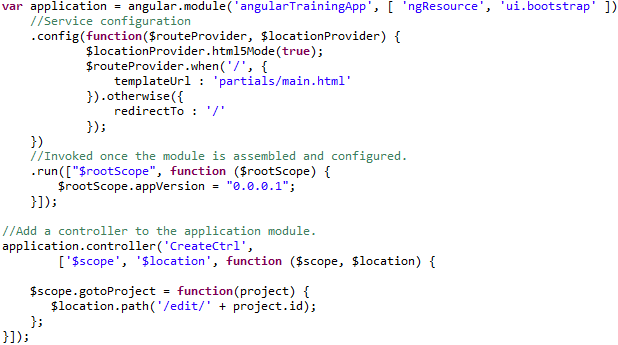 var application = angular.module('angularTrainingApp', [ 'ngResource', 'ui.bootstrap' ])
    //Service configuration
    .config(function($routeProvider, $locationProvider) {
            $locationProvider.html5Mode(true);
            $routeProvider.when('/', {
                templateUrl : 'partials/main.html'
            }).otherwise({
                redirectTo : '/'
            });
    })
    //Invoked once the module is assembled and configured.
    .run(["$rootScope", function ($rootScope) {
        $rootScope.appVersion = "0.0.0.1";
    }]);
//Add a controller to the application module.
application.controller('CreateCtrl',
        ['$scope', '$location', function ($scope, $location) {
    $scope.gotoProject = function(project) {
       $location.path('/edit/' + project.id);
    };
}]);